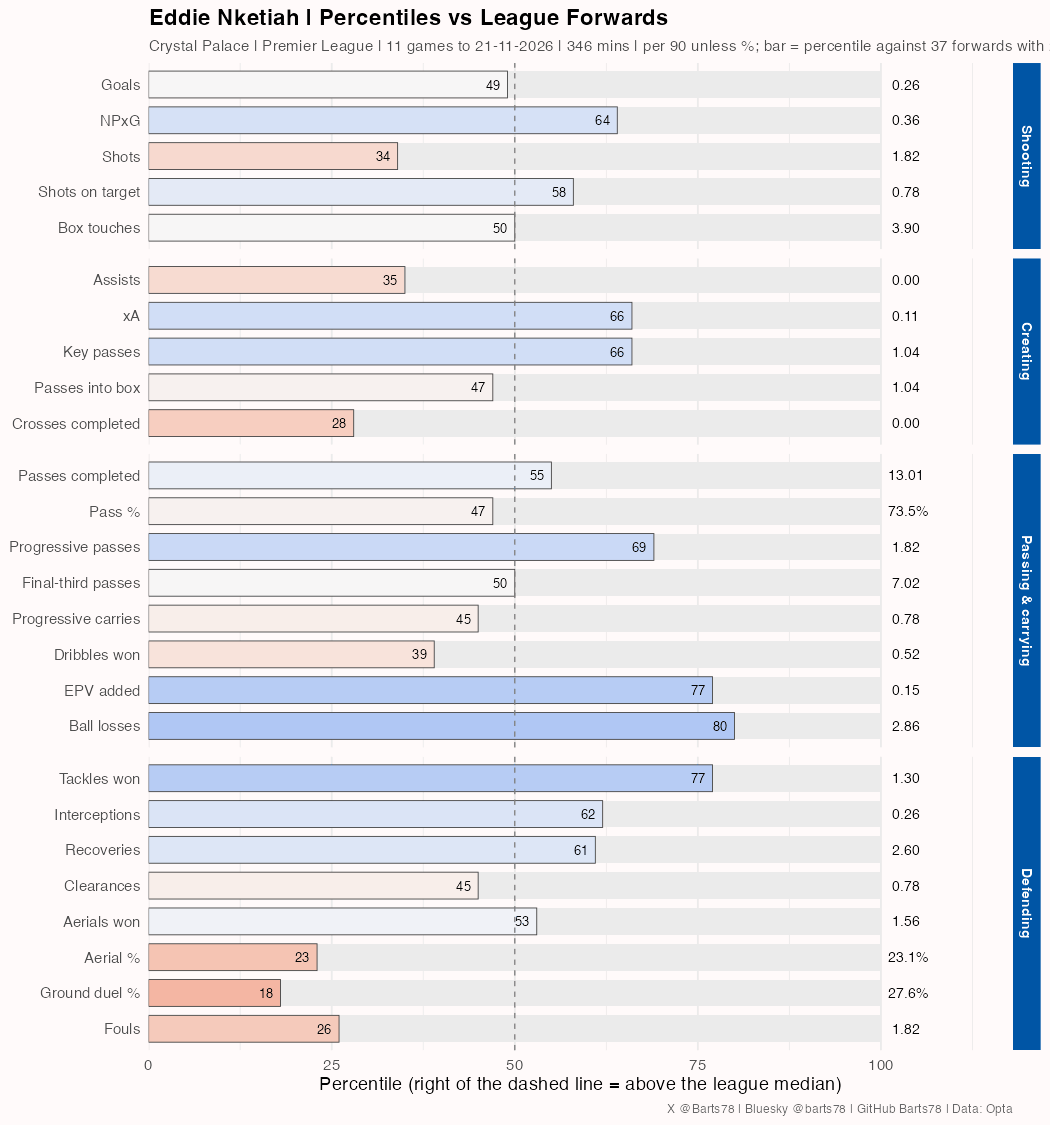 Eddie Nketiah | Percentiles vs League Forwards
Crystal Palace | Premier League | 11 games to 21-11-2026 | 346 mins | per 90 unless %; bar = percentile against 37 forwards with
Goals 49 0.26
NPxG 64 0.36
Shots 34 1.82
Shots on target 58 0.78
Box touches 50 3.90
Shooting
Assists 35 0.00
xA 66 0.11
Key passes 66 1.04
Passes into box 47 1.04
Crosses completed 28 0.00
Creating
Passes completed 55 13.01
Pass % 47 73.5%
Progressive passes 69 1.82
Final-third passes 50 7.02
Progressive carries 45 0.78
Dribbles won 39 0.52
EPV added 77 0.15
Ball losses 80 2.86
Passing & carrying
Tackles won 77 1.30
Interceptions 62 0.26
Recoveries 61 2.60
Clearances 45 0.78
Aerials won 53 1.56
Aerial % 23 23.1%
Ground duel % 18 27.6%
Fouls 26 1.82
Defending
0 25 50 75 100
Percentile (right of the dashed line = above the league median)
X @Barts78 | Bluesky @barts78 | GitHub Barts78 | Data: Opta